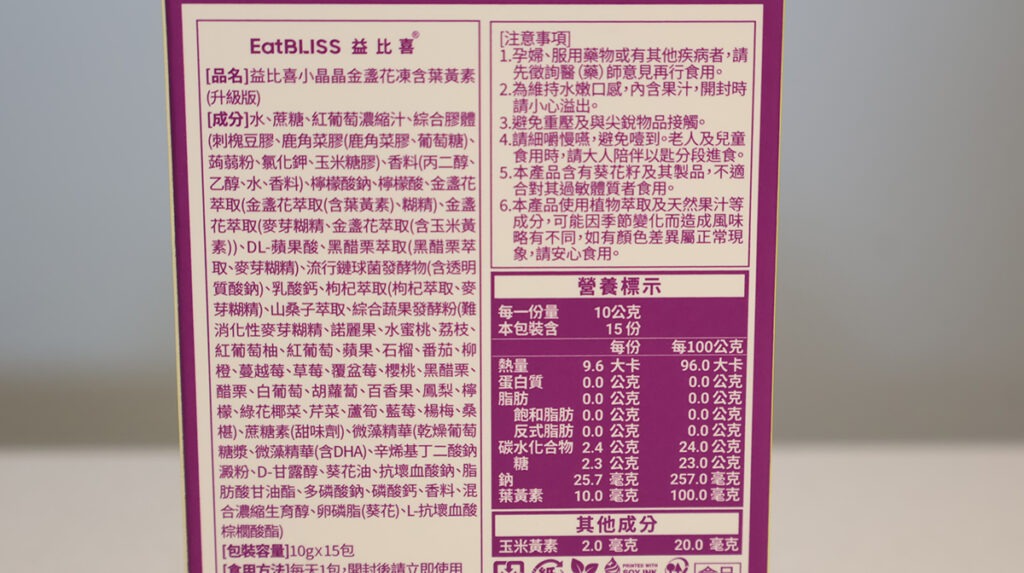 EatBLISS 益比喜®
[品名]益比喜小晶晶金盞花凍含葉黃素
(升級版)
[成分]水、蔗糖、紅葡萄濃縮汁、綜合膠體
(刺槐豆膠、鹿角菜膠(鹿角菜膠、葡萄糖)、
蒟蒻粉、氯化鉀、玉米糖膠)、香料(丙二醇、
乙醇、水、香料)、檸檬酸鈉、檸檬酸、金盞花
萃取(金盞花萃取(含葉黃素)、糊精)、金盞
花萃取(麥芽糊精、金盞花萃取(含玉米黃
素))、DL-蘋果酸、黑醋栗萃取(黑醋栗萃
取、麥芽糊精)、流行鏈球菌發酵物(含透明
質酸鈉)、乳酸鈣、枸杞萃取(枸杞萃取、麥
芽糊精)、山桑子萃取、綜合蔬果發酵粉(難
消化性麥芽糊精、諾麗果、水蜜桃、荔枝、
紅葡萄柚、紅葡萄、蘋果、石榴、番茄、柳
橙、蔓越莓、草莓、覆盆莓、櫻桃、黑醋栗、
醋栗、白葡萄、胡蘿蔔、百香果、鳳梨、檸
檬、綠花椰菜、芹菜、蘆筍、藍莓、楊梅、桑
椹)、蔗糖素(甜味劑)、微藻精華(乾燥葡萄
糖漿、微藻精華(含DHA)、辛烯基丁二酸鈉
澱粉、D-甘露醇、葵花油、抗壞血酸鈉、脂
肪酸甘油酯、多磷酸鈉、磷酸鈣、香料、混
合濃縮生育醇、卵磷脂(葵花)、L-抗壞血酸
棕櫚酸酯)
[包裝容量]10g×15包
[食用方法]每天1包,開封後請立即使用
[注意事項]
1.孕婦、服用藥物或有其他疾病者,請
先徵詢醫(藥)師意見再行食用。
2.為維持水嫩口感,內含果汁,開封時
請小心溢出。
3.避免重壓及與尖銳物品接觸。
4.請細嚼慢嚥,避免噎到。老人及兒童
食用時,請大人陪伴以匙分段進食。
5.本產品含有葵花籽及其製品,不適
合對其過敏體質者食用。
6.本產品使用植物萃取及天然果汁等
成分,可能因季節變化而造成風味
略有不同,如有顏色差異屬正常現
象,請安心食用。
營養標示
每一份量 10公克
本包裝含 15份
每份 每100公克
熱量 9.6 大卡 96.0 大卡
蛋白質 0.0 公克 0.0 公克
脂肪 0.0 公克 0.0 公克
飽和脂肪 0.0 公克 0.0 公克
反式脂肪 0.0 公克 0.0 公克
碳水化合物 2.4 公克 24.0 公克
糖 2.3 公克 23.0 公克
鈉 25.7 毫克 257.0 毫克
葉黃素 10.0 毫克 100.0 毫克
其他成分
玉米黃素 2.0 毫克 20.0 毫克
PRINTED WITH
SOY INK